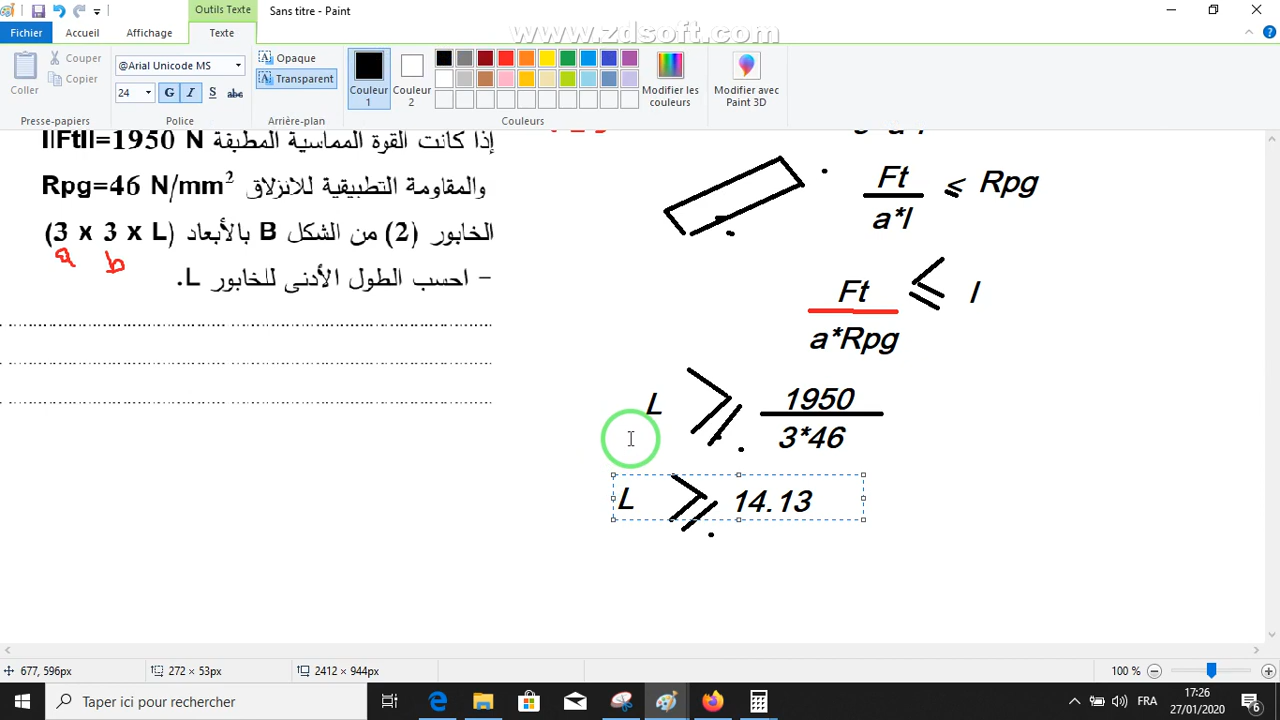 Outils Texte
Sans titre - Paint
Fichier Accueil Affichage Texte
www.zdsoft.com
Coller
Couper
Copier
Presse-papiers
@Arial Unicode MS
24 G I S abc
Police
Opaque
Transparent
Arrière-plan
Couleur 1
Couleur 2
Couleurs
Modifier les couleurs
Modifier avec Paint 3D
إذا كانت القوة المماسية المطبقة ||Ft||=1950 N
والمقاومة التطبيقية للانزلاق Rpg=46 N/mm²
الخابور (2) من الشكل B بالأبعاد (3 x 3 x L)
a b
- احسب الطول الأدنى للخابور L.
Ft
a*l
⩽ Rpg
Ft
a*Rpg
⩽ l
L ⩾ 1950
3*46
L ⩾ 14.13
677, 596px
272 × 53px
2412 × 944px
100 %
Taper ici pour rechercher
FRA
17:26
27/01/2020
6